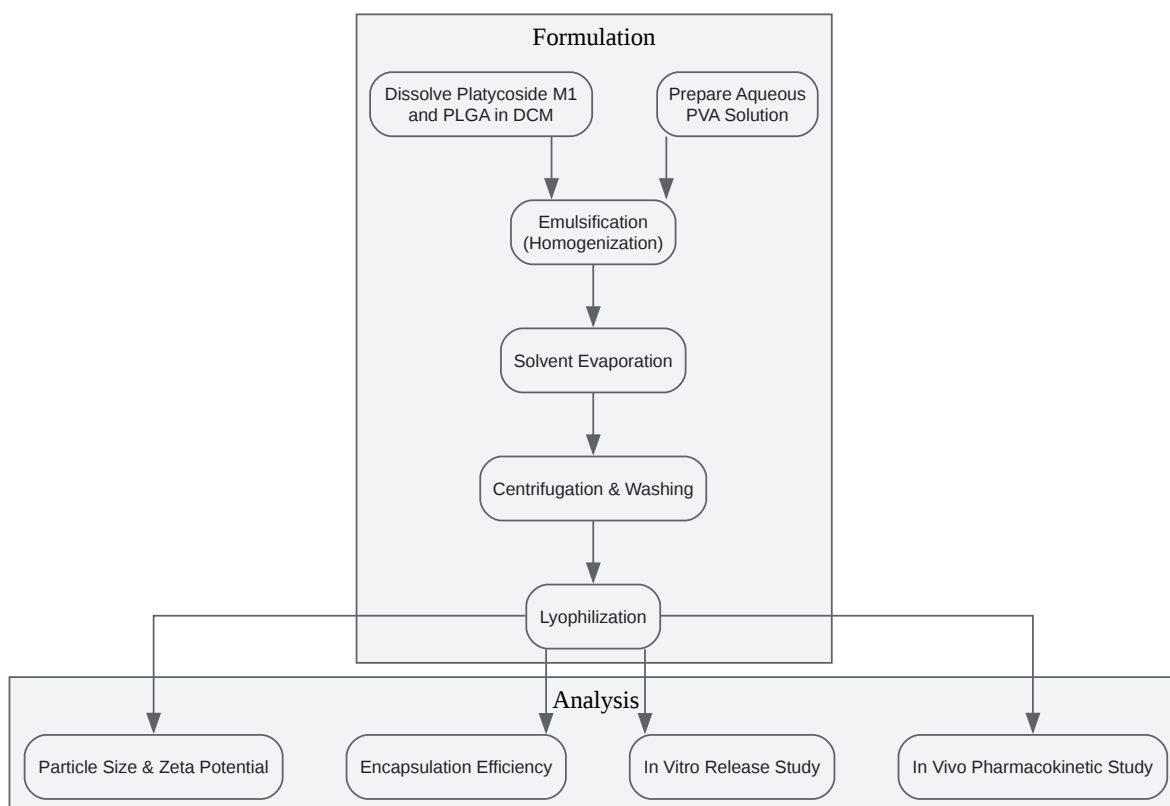 Formulation
Dissolve Platycoside M1
and PLGA in DCM
Prepare Aqueous
PVA Solution
Emulsification
(Homogenization)
Solvent Evaporation
Centrifugation & Washing
Lyophilization
Analysis
Particle Size & Zeta Potential
Encapsulation Efficiency
In Vitro Release Study
In Vivo Pharmacokinetic Study